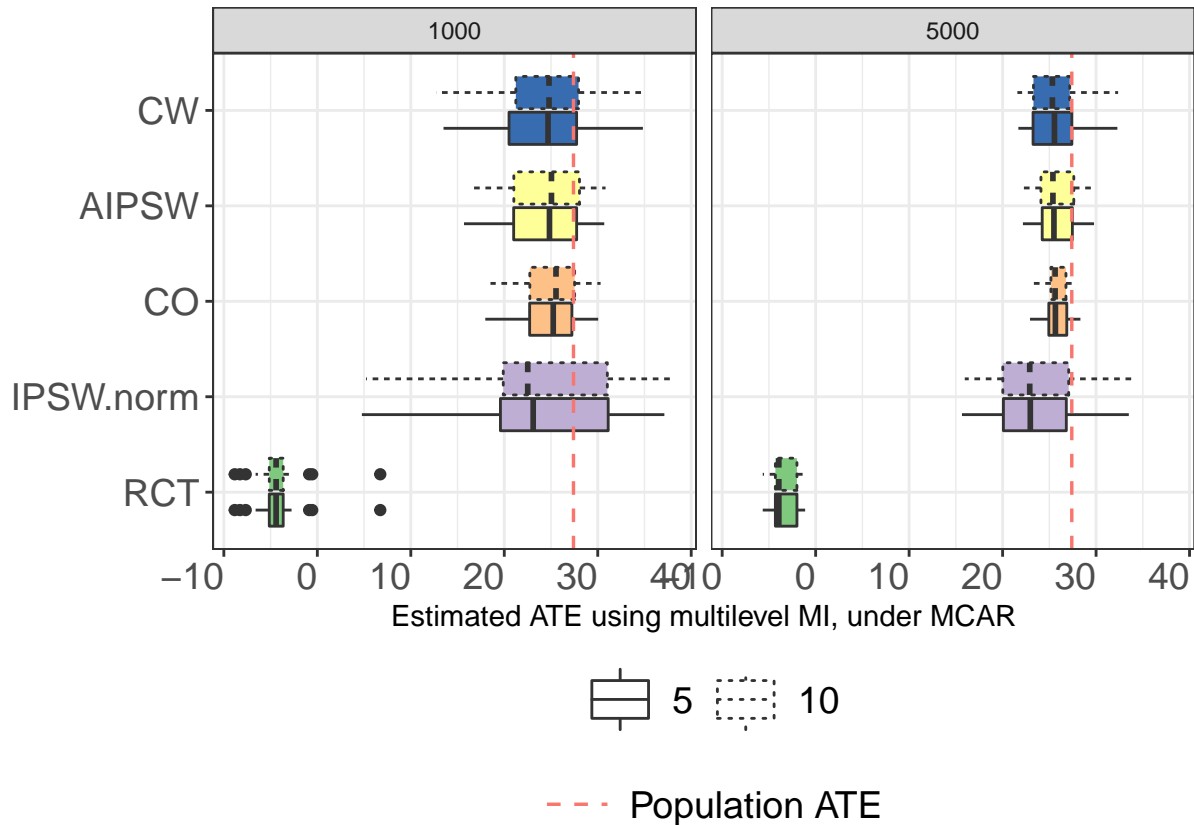 1000 5000
CW
AIPSW
CO
IPSW.norm
RCT
−10 0 10 20 30 40 −10 0 10 20 30 40
Estimated ATE using multilevel MI, under MCAR
5 10
Population ATE